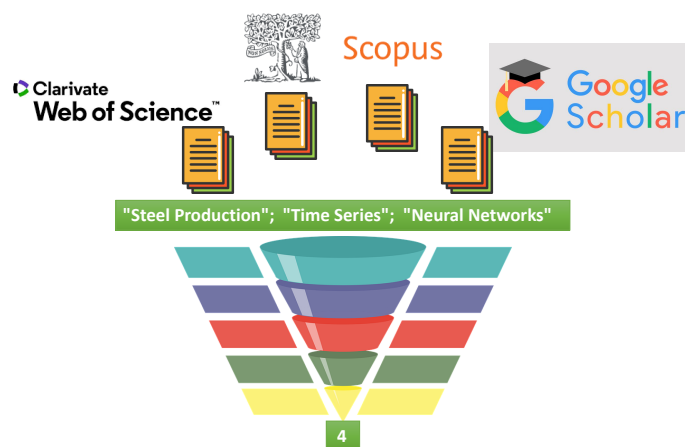 Scopus
Clarivate
Web of Science™
Google
Scholar
"Steel Production"; "Time Series"; "Neural Networks"
4